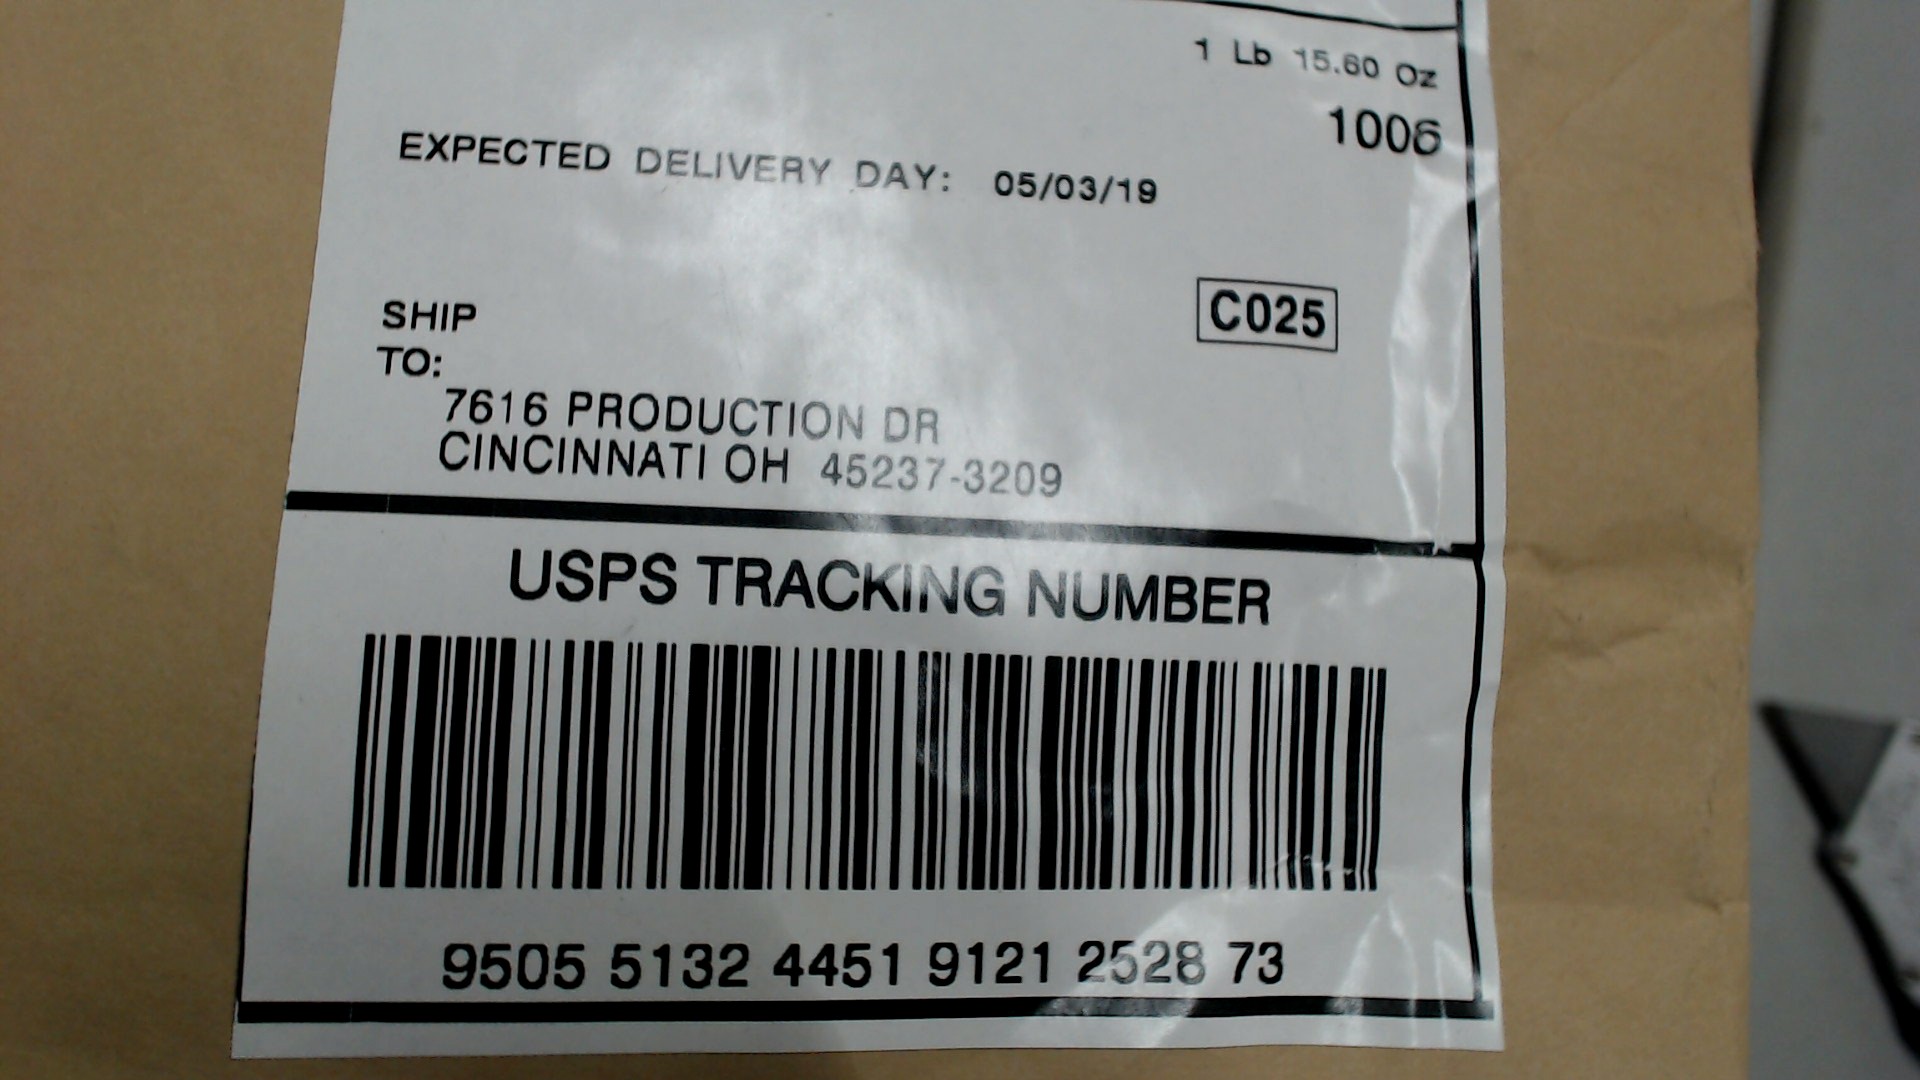 1 Lb 15.60 Oz
1006
EXPECTED DELIVERY DAY: 05/03/19
C025
SHIP
TO:
7616 PRODUCTION DR
CINCINNATI OH 45237-3209
USPS TRACKING NUMBER
9505 5132 4451 9121 2528 73